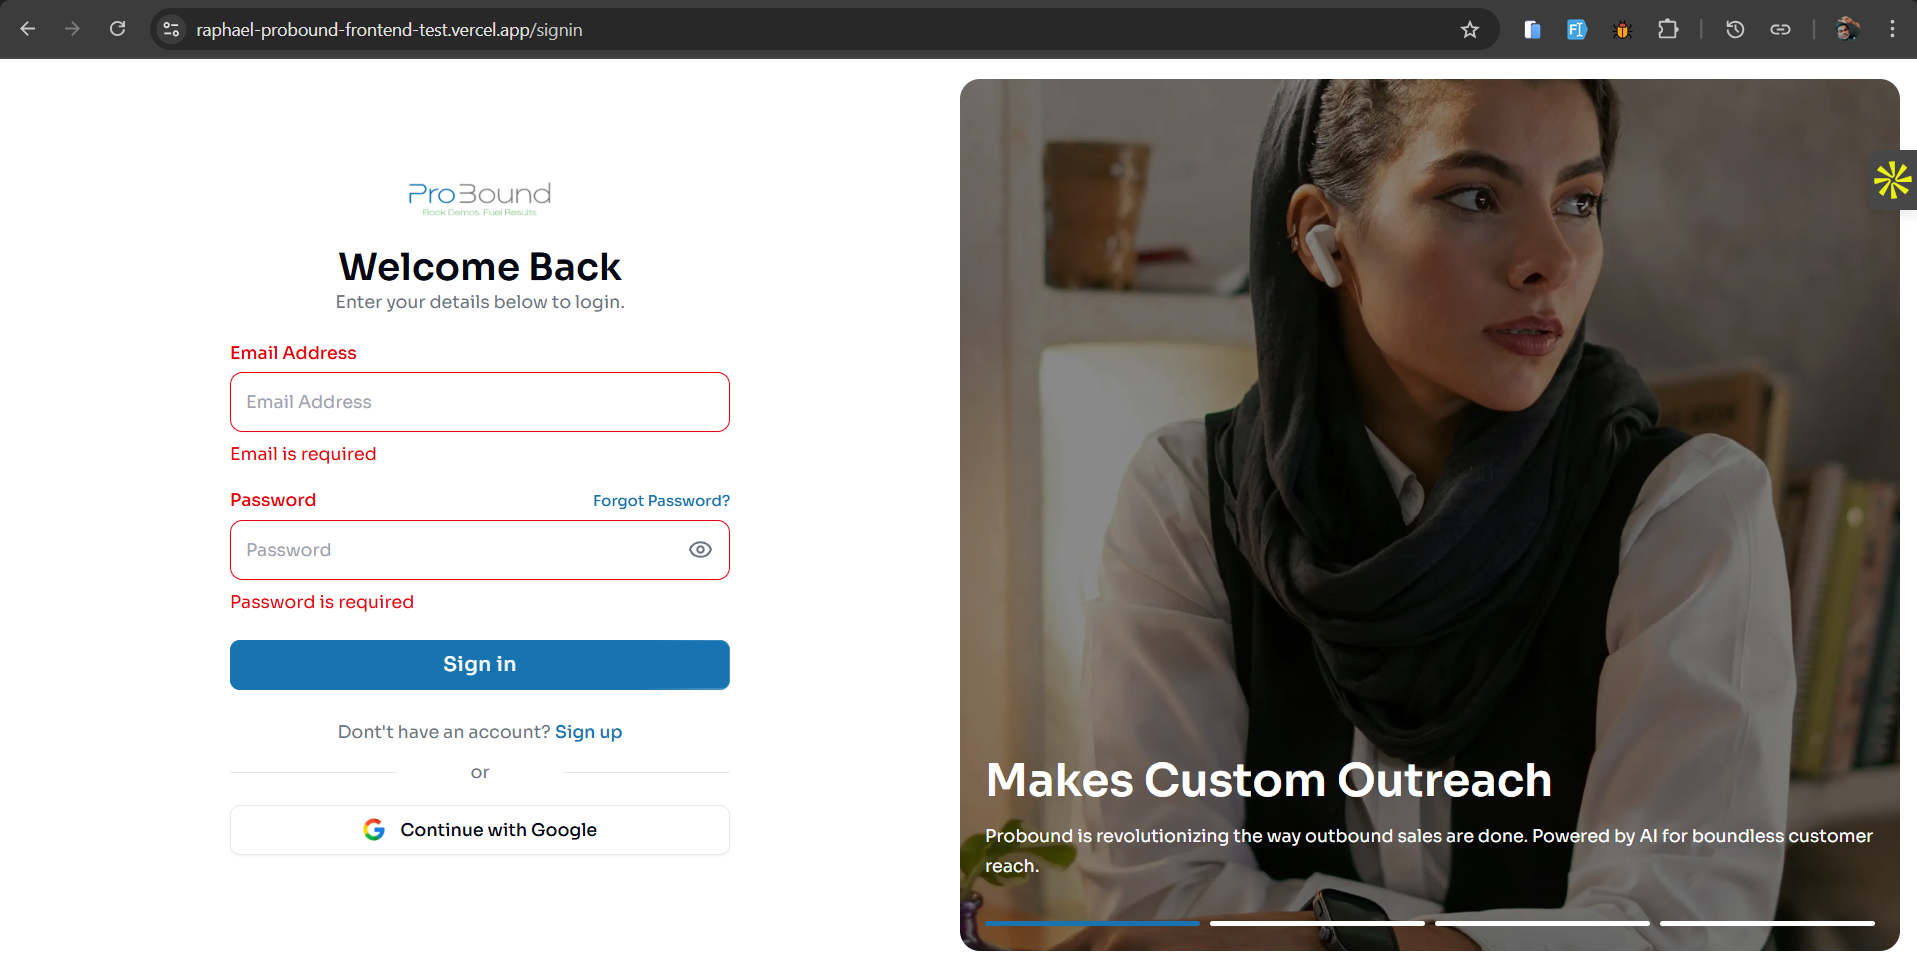 raphael-probound-frontend-test.vercel.app/signin
ProBound
Book Demos. Fuel Results
Welcome Back
Enter your details below to login.
Email Address
Email Address
Email is required
Password
Forgot Password?
Password
Password is required
Sign in
Dont't have an account? Sign up
or
Continue with Google
Makes Custom Outreach
Probound is revolutionizing the way outbound sales are done. Powered by AI for boundless customer
reach.